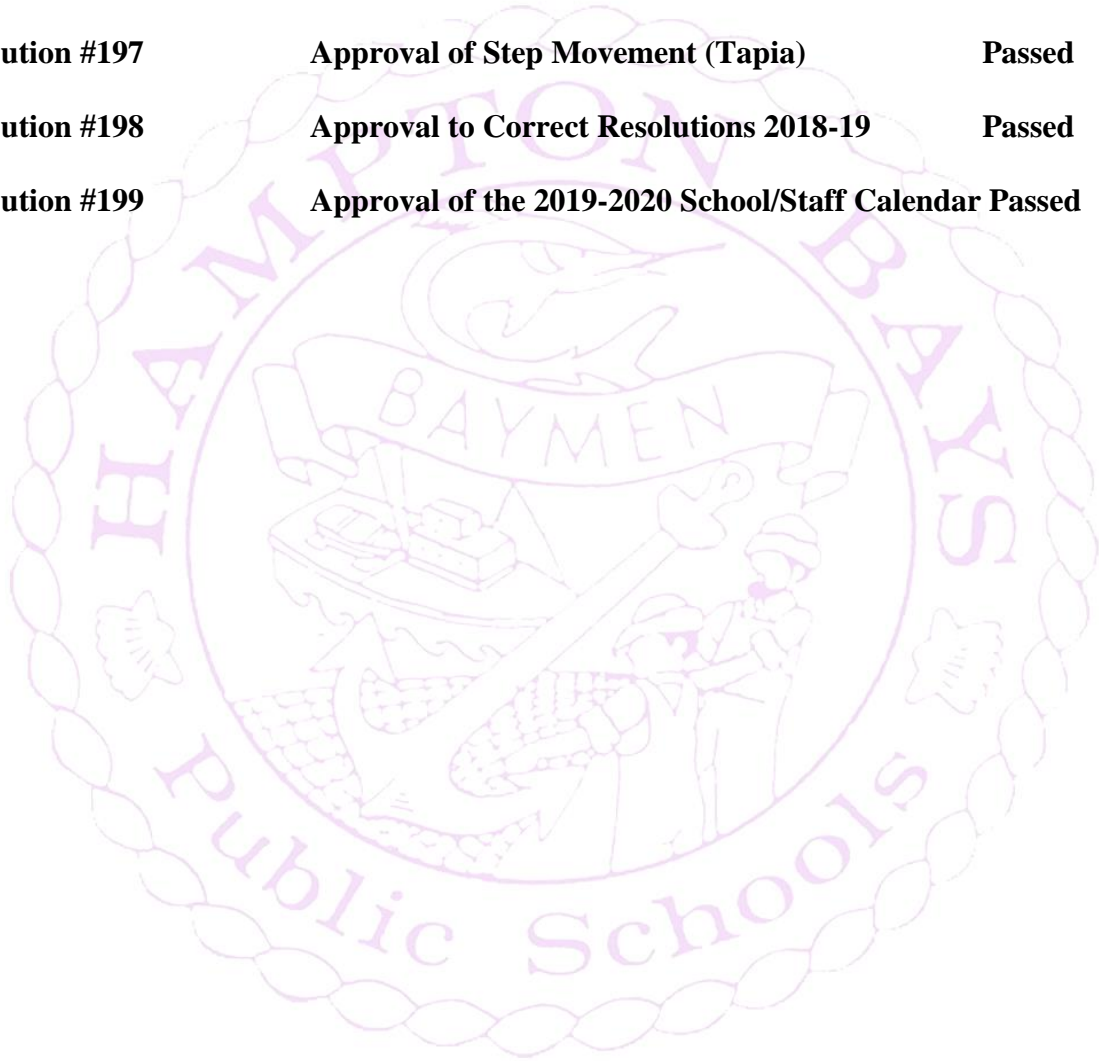 ution #197 Approval of Step Movement (Tapia) Passed
ution #198 Approval to Correct Resolutions 2018-19 Passed
ution #199 Approval of the 2019-2020 School/Staff Calendar Passed
HAMPTON BAYS
BAYMEN
Public Schools